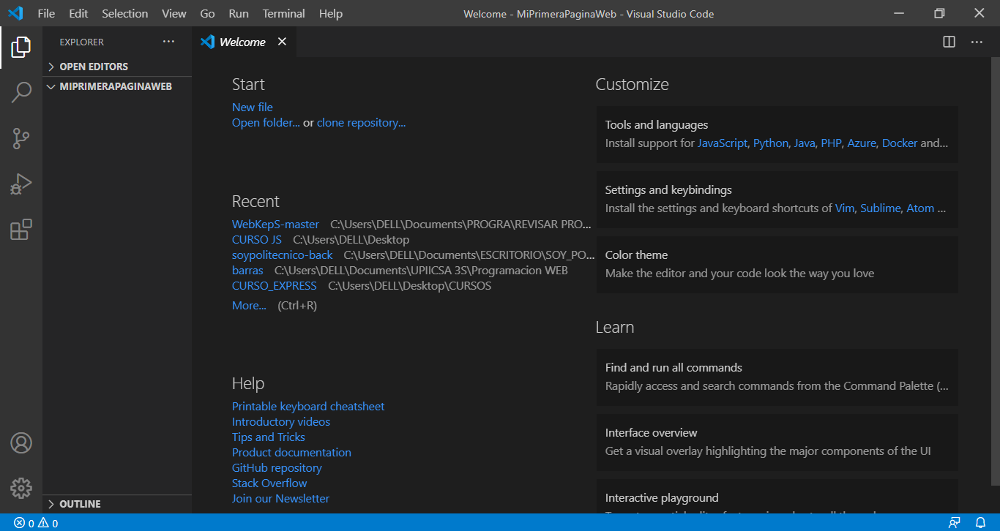 File Edit Selection View Go Run Terminal Help
Welcome - MiPrimeraPaginaWeb - Visual Studio Code
EXPLORER
OPEN EDITORS
MIPRIMERAPAGINAWEB
OUTLINE
Welcome
Start
New file
Open folder... or clone repository...
Recent
WebKepS-master C:\Users\DELL\Documents\PROGRA\REVISAR PRO...
CURSO JS C:\Users\DELL\Desktop
soypolitecnico-back C:\Users\DELL\Documents\ESCRITORIO\SOY_PO...
barras C:\Users\DELL\Documents\UPIICSA 3S\Programacion WEB
CURSO_EXPRESS C:\Users\DELL\Desktop\CURSOS
More... (Ctrl+R)
Help
Printable keyboard cheatsheet
Introductory videos
Tips and Tricks
Product documentation
GitHub repository
Stack Overflow
Join our Newsletter
Customize
Tools and languages
Install support for JavaScript, Python, Java, PHP, Azure, Docker and...
Settings and keybindings
Install the settings and keyboard shortcuts of Vim, Sublime, Atom ...
Color theme
Make the editor and your code look the way you love
Learn
Find and run all commands
Rapidly access and search commands from the Command Palette (...
Interface overview
Get a visual overlay highlighting the major components of the UI
Interactive playground
0 0